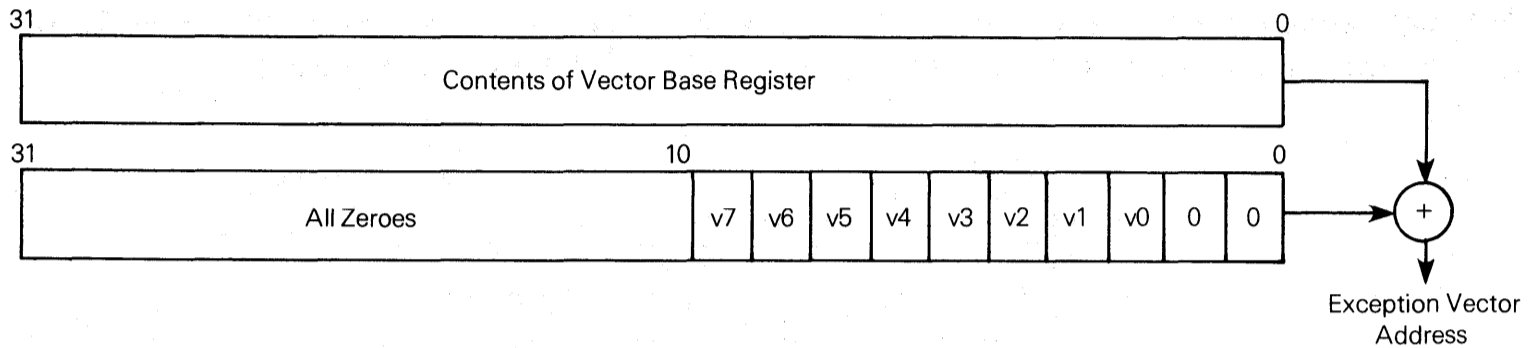 31 0
Contents of Vector Base Register
31 10 0
All Zeroes v7 v6 v5 v4 v3 v2 v1 v0 0 0 +
Exception Vector
Address